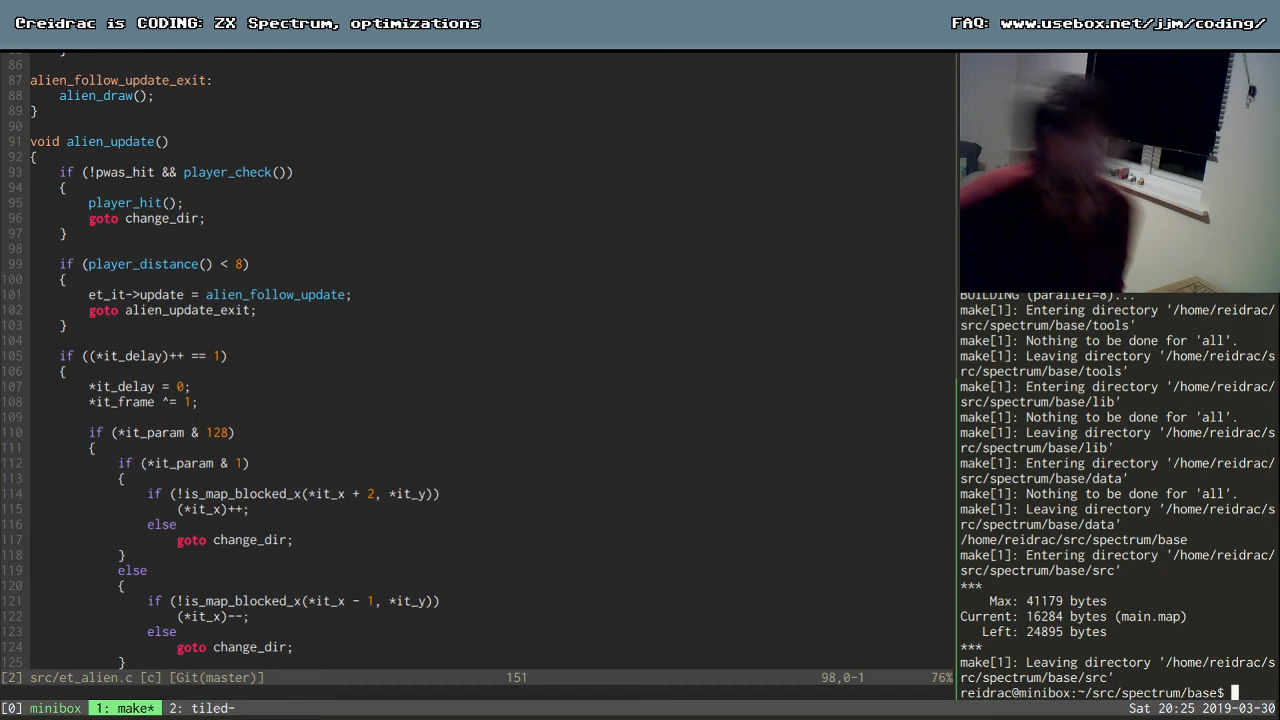 Creidrac is CODING: ZX Spectrum, optimizations
FAQ: www.usebox.net/jjm/coding/
86
87 alien_follow_update_exit:
88     alien_draw();
89 }
90
91 void alien_update()
92 {
93     if (!pwas_hit && player_check())
94     {
95         player_hit();
96         goto change_dir;
97     }
98
99     if (player_distance() < 8)
100     {
101         et_it->update = alien_follow_update;
102         goto alien_update_exit;
103     }
104
105     if ((*it_delay)++ == 1)
106     {
107         *it_delay = 0;
108         *it_frame ^= 1;
109
110         if (*it_param & 128)
111         {
112             if (*it_param & 1)
113             {
114                 if (!is_map_blocked_x(*it_x + 2, *it_y))
115                     (*it_x)++;
116                 else
117                     goto change_dir;
118             }
119             else
120             {
121                 if (!is_map_blocked_x(*it_x - 1, *it_y))
122                     (*it_x)--;
123                 else
124                     goto change_dir;
125             }
[2] src/et_alien.c [c] [Git(master)] 151 98,0-1 76%
BUILDING (parallel=8)...
make[1]: Entering directory '/home/reidrac/
src/spectrum/base/tools'
make[1]: Nothing to be done for 'all'.
make[1]: Leaving directory '/home/reidrac/s
rc/spectrum/base/tools'
make[1]: Entering directory '/home/reidrac/
src/spectrum/base/lib'
make[1]: Nothing to be done for 'all'.
make[1]: Leaving directory '/home/reidrac/s
rc/spectrum/base/lib'
make[1]: Entering directory '/home/reidrac/
src/spectrum/base/data'
make[1]: Nothing to be done for 'all'.
make[1]: Leaving directory '/home/reidrac/s
rc/spectrum/base/data'
/home/reidrac/src/spectrum/base
make[1]: Entering directory '/home/reidrac/
src/spectrum/base/src'
***
    Max: 41179 bytes
Current: 16284 bytes (main.map)
   Left: 24895 bytes
***
make[1]: Leaving directory '/home/reidrac/s
rc/spectrum/base/src'
reidrac@minibox:~/src/spectrum/base$
[0] minibox 1: make* 2: tiled- Sat 20:25 2019-03-30